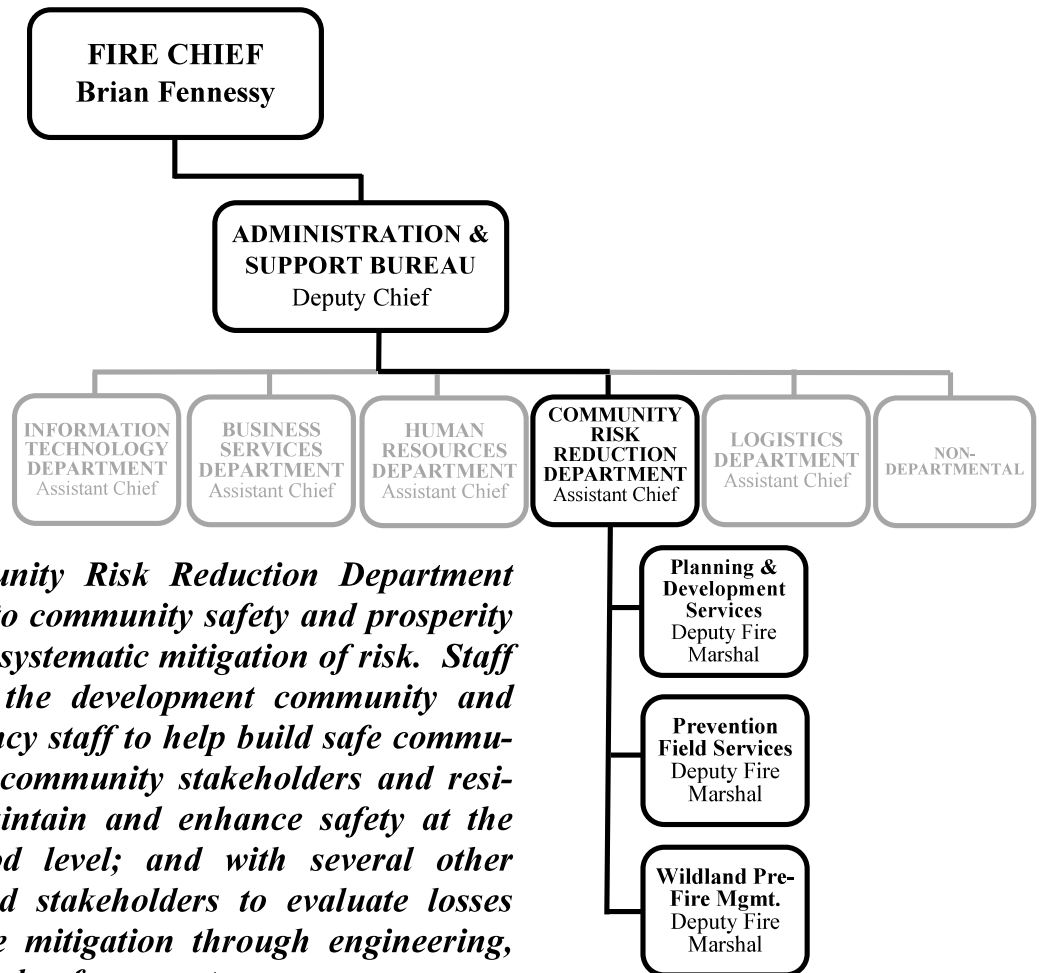 FIRE CHIEF
Brian Fennessy
ADMINISTRATION &
SUPPORT BUREAU
Deputy Chief
INFORMATION
TECHNOLOGY
DEPARTMENT
Assistant Chief
BUSINESS
SERVICES
DEPARTMENT
Assistant Chief
HUMAN
RESOURCES
DEPARTMENT
Assistant Chief
COMMUNITY
RISK
REDUCTION
DEPARTMENT
Assistant Chief
LOGISTICS
DEPARTMENT
Assistant Chief
NON-
DEPARTMENTAL
Planning &
Development
Services
Deputy Fire
Marshal
Prevention
Field Services
Deputy Fire
Marshal
Wildland Pre-
Fire Mgmt.
Deputy Fire
Marshal
unity Risk Reduction Department
to community safety and prosperity
systematic mitigation of risk. Staff
the development community and
ncy staff to help build safe commu-
community stakeholders and resi-
intain and enhance safety at the
od level; and with several other
d stakeholders to evaluate losses
e mitigation through engineering,